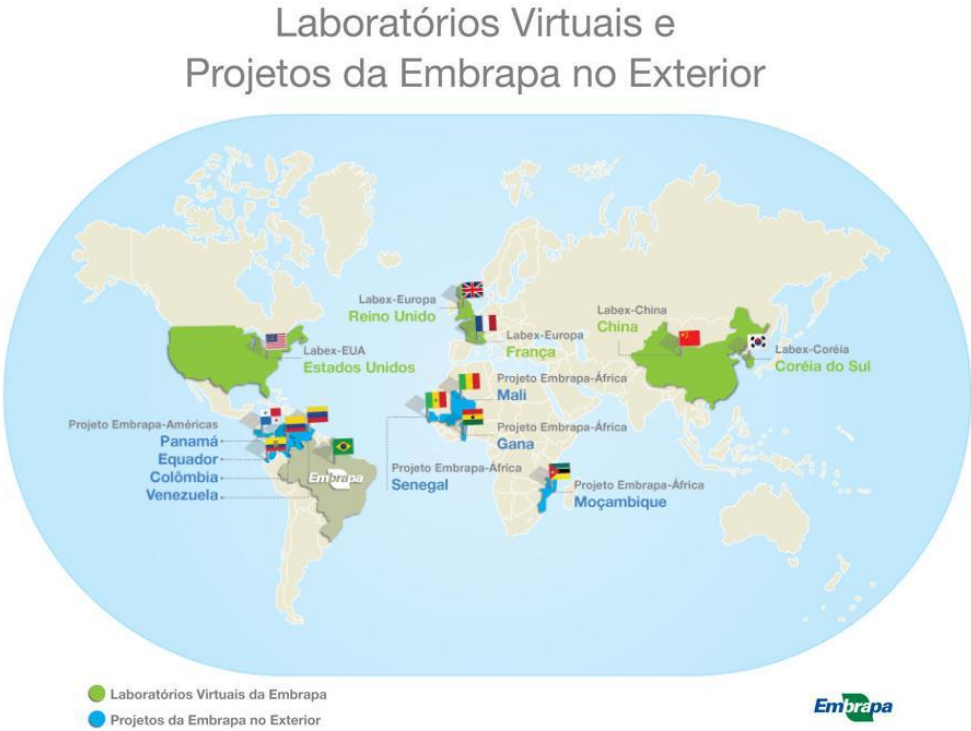 Laboratórios Virtuais e
Projetos da Embrapa no Exterior
Labex-Europa
Reino Unido
Labex-EUA
Estados Unidos
Labex-Europa
França
Labex-China
China
Labex-Coréia
Coréia do Sul
Projeto Embrapa-Américas
Panamá
Equador
Colômbia
Venezuela
Embrapa
Projeto Embrapa-África
Mali
Projeto Embrapa-África
Gana
Projeto Embrapa-África
Senegal
Projeto Embrapa-África
Moçambique
Laboratórios Virtuais da Embrapa
Projetos da Embrapa no Exterior
Embrapa